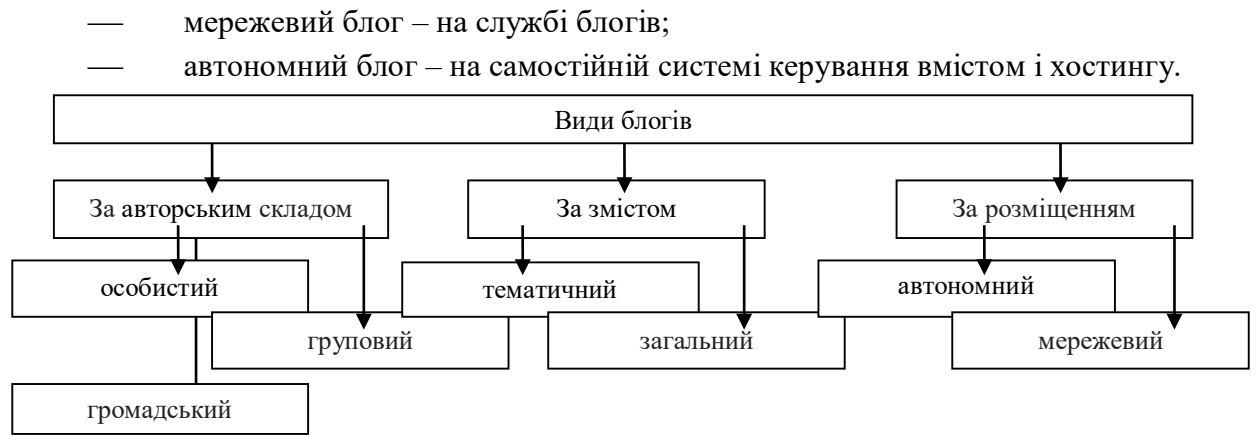 — мережевий блог – на службі блогів;
— автономний блог – на самостійній системі керування вмістом і хостингу.
Види блогів
За авторським складом
За змістом
За розміщенням
особистий
тематичний
автономний
груповий
загальний
мережевий
громадський